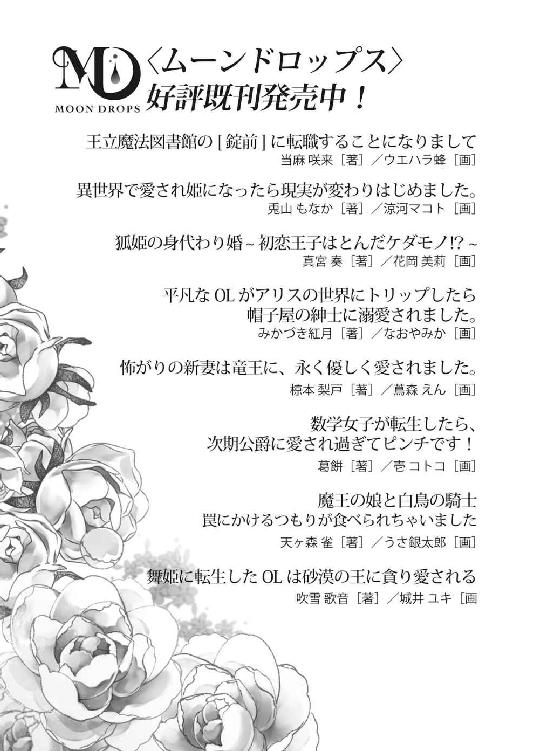 MD
MOON DROPS
〈ムーンドロップス〉
好評既刊発売中！
王立魔法図書館の［錠前］に転職することになりまして
当麻 咲来［著］／ウエハラ蜂［画］
異世界で愛され姫になったら現実が変わりはじめました。
兎山 もなか［著］／涼河マコト［画］
狐姫の身代わり婚～初恋王子はとんだケダモノ!?～
真宮 奏［著］／花岡 美莉［画］
平凡なOLがアリスの世界にトリップしたら
帽子屋の紳士に溺愛されました。
みかづき紅月［著］／なおやみか［画］
怖がりの新妻は竜王に、永く優しく愛されました。
椋本 梨戸［著］／蔦森 えん［画］
数学女子が転生したら、
次期公爵に愛され過ぎてピンチです！
葛餅［著］／壱 コトコ［画］
魔王の娘と白鳥の騎士
罠にかけるつもりが食べられちゃいました
天ヶ森 雀［著］／うさ銀太郎［画］
舞姫に転生したOLは砂漠の王に貪り愛される
吹雪 歌音［著］／城井 ユキ［画